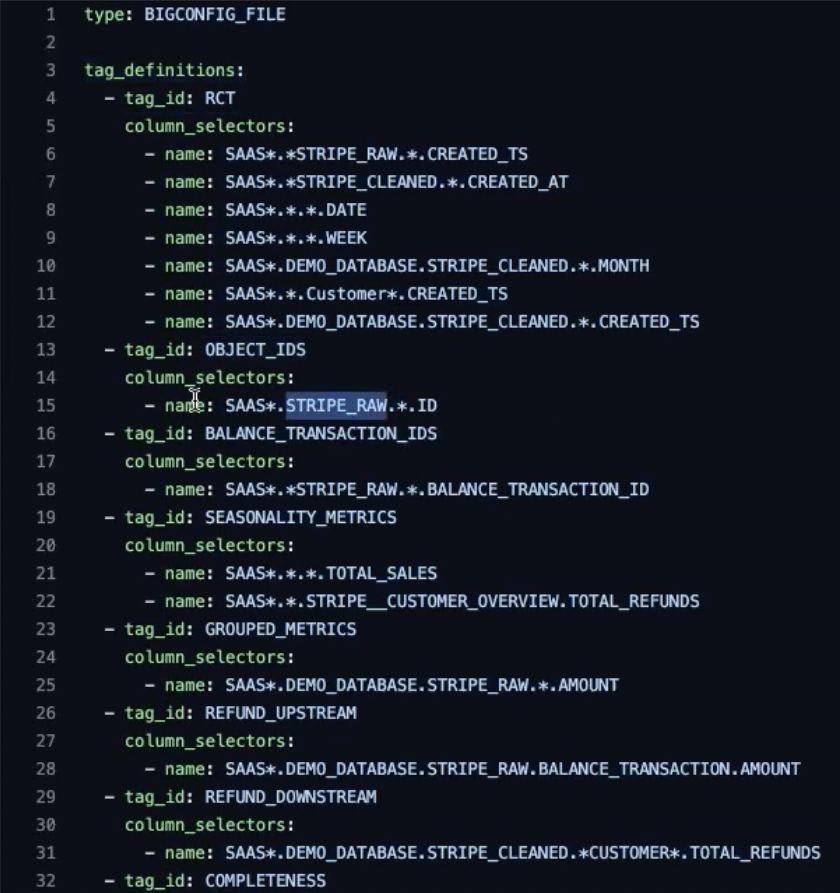 1 type: BIGCONFIG_FILE
2
3 tag_definitions:
4 - tag_id: RCT
5 column_selectors:
6 - name: SAAS*.*STRIPE_RAW.*.CREATED_TS
7 - name: SAAS*.*STRIPE_CLEANED.*.CREATED_AT
8 - name: SAAS*.*.*.DATE
9 - name: SAAS*.*.*.WEEK
10 - name: SAAS*.DEMO_DATABASE.STRIPE_CLEANED.*.MONTH
11 - name: SAAS*.*.Customer*.CREATED_TS
12 - name: SAAS*.DEMO_DATABASE.STRIPE_CLEANED.*.CREATED_TS
13 - tag_id: OBJECT_IDS
14 column_selectors:
15 - name: SAAS*.STRIPE_RAW.*.ID
16 - tag_id: BALANCE_TRANSACTION_IDS
17 column_selectors:
18 - name: SAAS*.*STRIPE_RAW.*.BALANCE_TRANSACTION_ID
19 - tag_id: SEASONALITY_METRICS
20 column_selectors:
21 - name: SAAS*.*.*.TOTAL_SALES
22 - name: SAAS*.*.STRIPE__CUSTOMER_OVERVIEW.TOTAL_REFUNDS
23 - tag_id: GROUPED_METRICS
24 column_selectors:
25 - name: SAAS*.DEMO_DATABASE.STRIPE_RAW.*.AMOUNT
26 - tag_id: REFUND_UPSTREAM
27 column_selectors:
28 - name: SAAS*.DEMO_DATABASE.STRIPE_RAW.BALANCE_TRANSACTION.AMOUNT
29 - tag_id: REFUND_DOWNSTREAM
30 column_selectors:
31 - name: SAAS*.DEMO_DATABASE.STRIPE_CLEANED.*CUSTOMER*.TOTAL_REFUNDS
32 - tag_id: COMPLETENESS